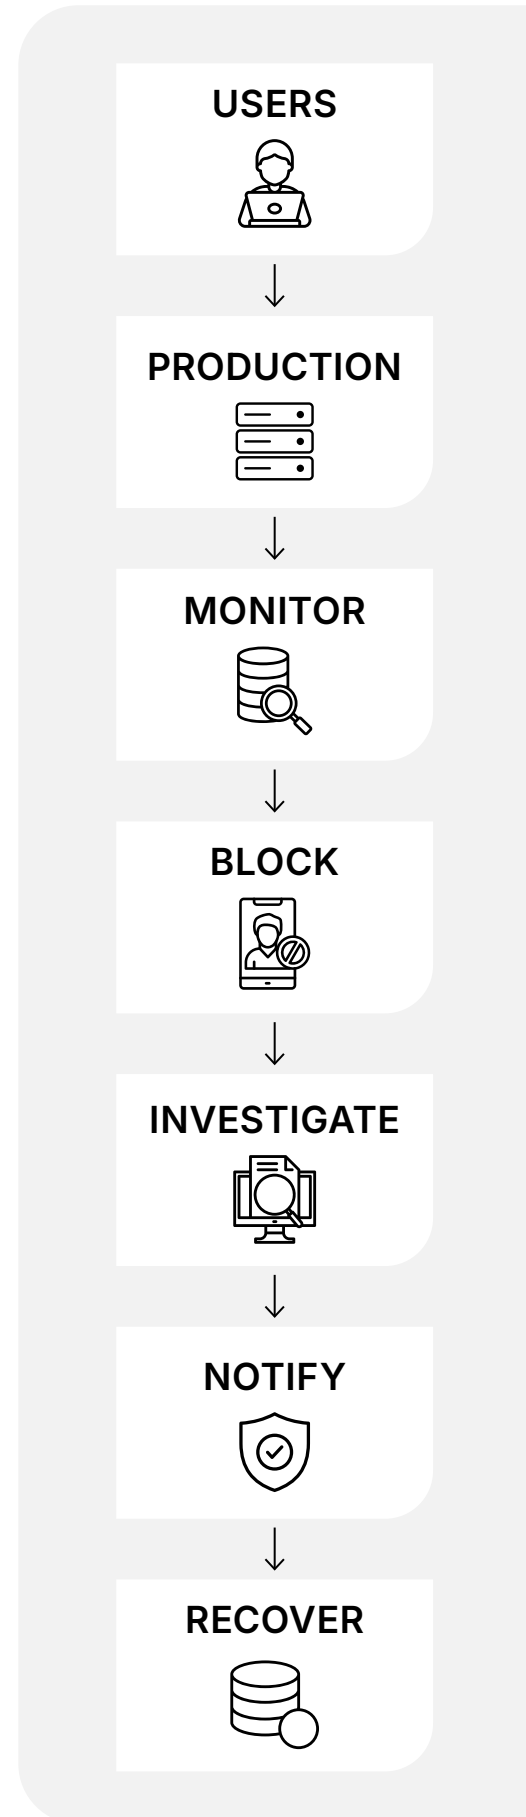 USERS
PRODUCTION
MONITOR
BLOCK
INVESTIGATE
NOTIFY
RECOVER